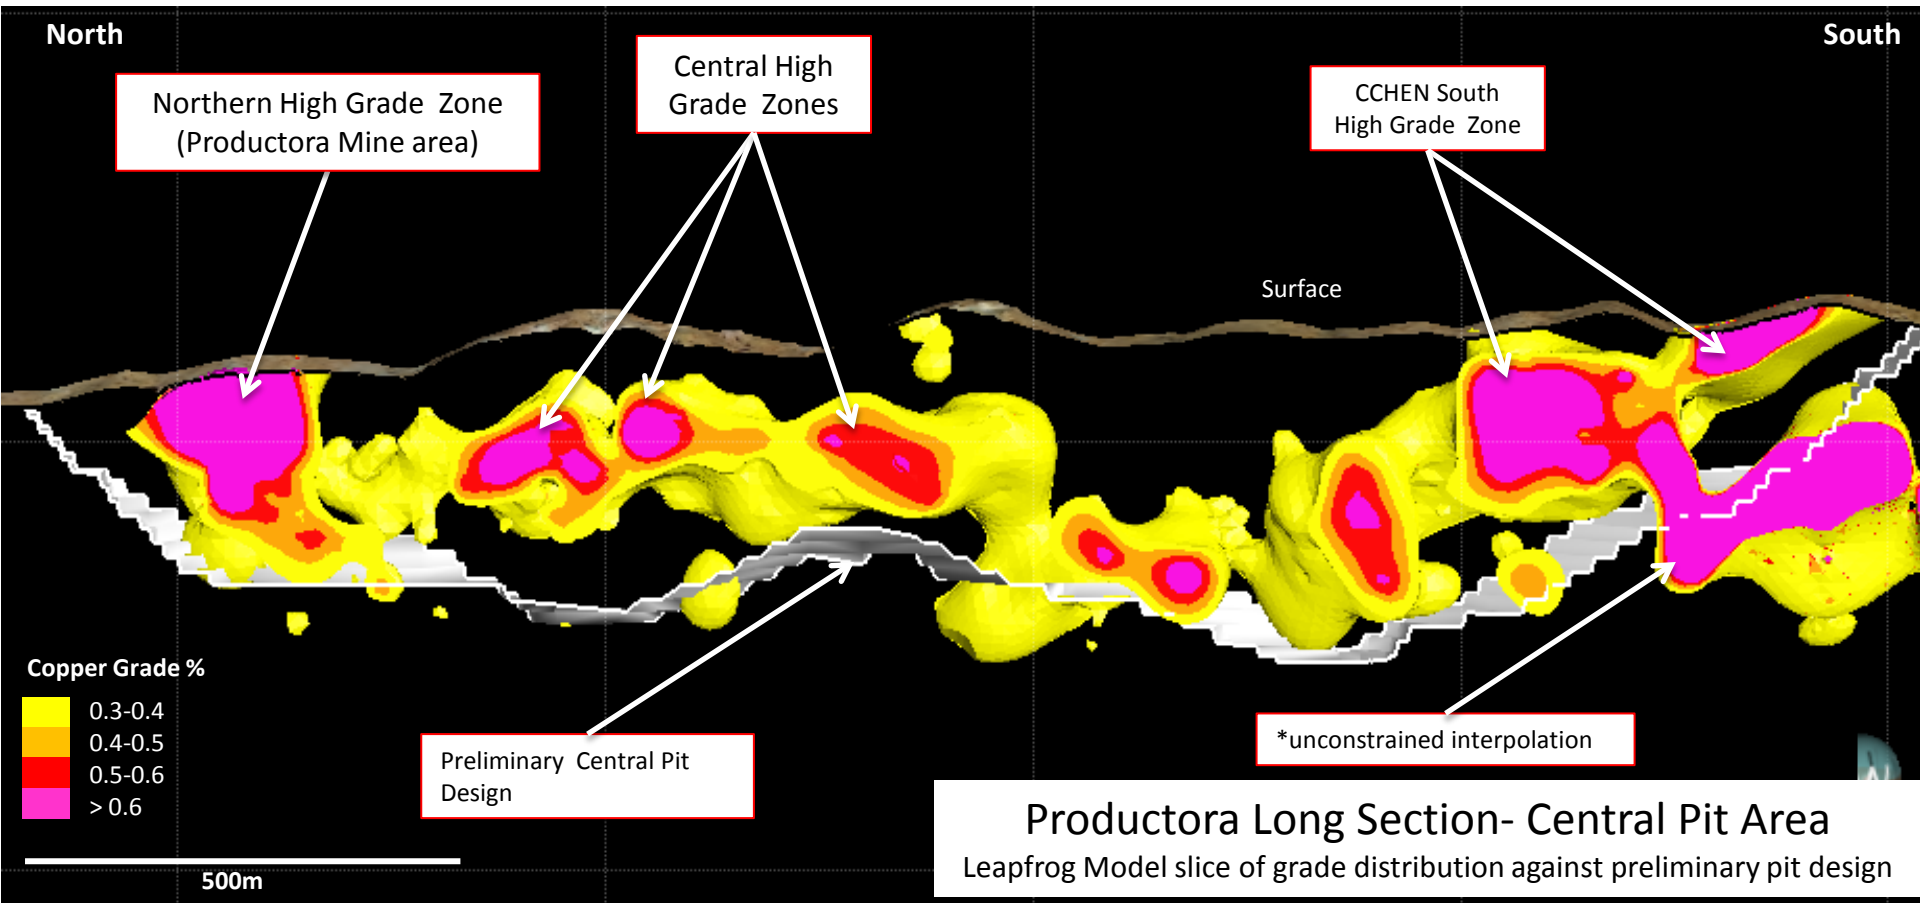 North
South
Northern High Grade Zone
(Productora Mine area)
Central High
Grade Zones
CCHEN South
High Grade Zone
Surface
Copper Grade %
0.3-0.4
0.4-0.5
0.5-0.6
> 0.6
500m
Preliminary Central Pit
Design
*unconstrained interpolation
Productora Long Section- Central Pit Area
Leapfrog Model slice of grade distribution against preliminary pit design